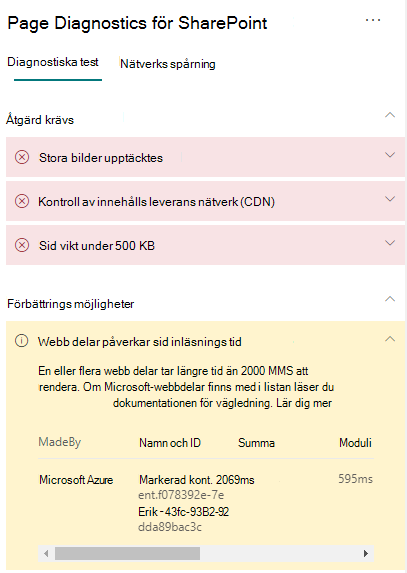 Page Diagnostics för SharePoint
Diagnostiska test Nätverks spårning
Åtgärd krävs
Stora bilder upptäcktes
Kontroll av innehålls leverans nätverk (CDN)
Sid vikt under 500 KB
Förbättrings möjligheter
Webb delar påverkar sid inläsnings tid
En eller flera webb delar tar längre tid än 2000 MMS att
rendera. Om Microsoft-webbdelar finns med i listan läser du
dokumentationen för vägledning. Lär dig mer
MadeBy Namn och ID Summa Moduli
Microsoft Azure Markerad kont. 2069ms 595ms
ent.f078392e-7e
Erik-43fc-93B2-92
dda89bac3c